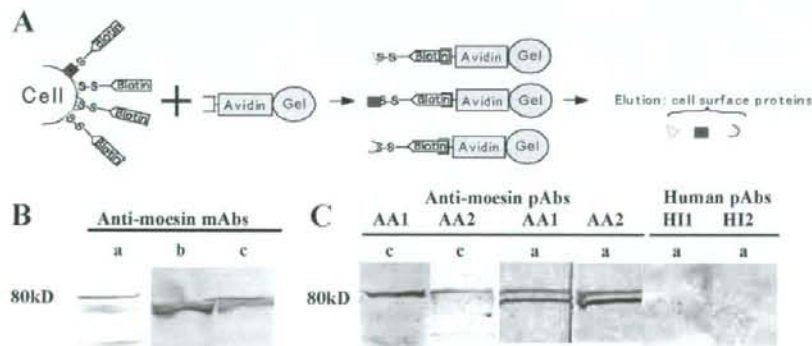 A
Biotin
Cell
Biotin
Biotin
Biotin
+
Avidin
Gel
S-S
Biotin
Avidin
Gel
S-S
Biotin
Avidin
Gel
S-S
Biotin
Avidin
Gel
Elution: cell surface proteins
B
Anti-moesin mAbs
a b c
80kD
C
Anti-moesin pAbs Human pAbs
AA1 AA2 AA1 AA2 HI1 HI2
c c a a a a
80kD